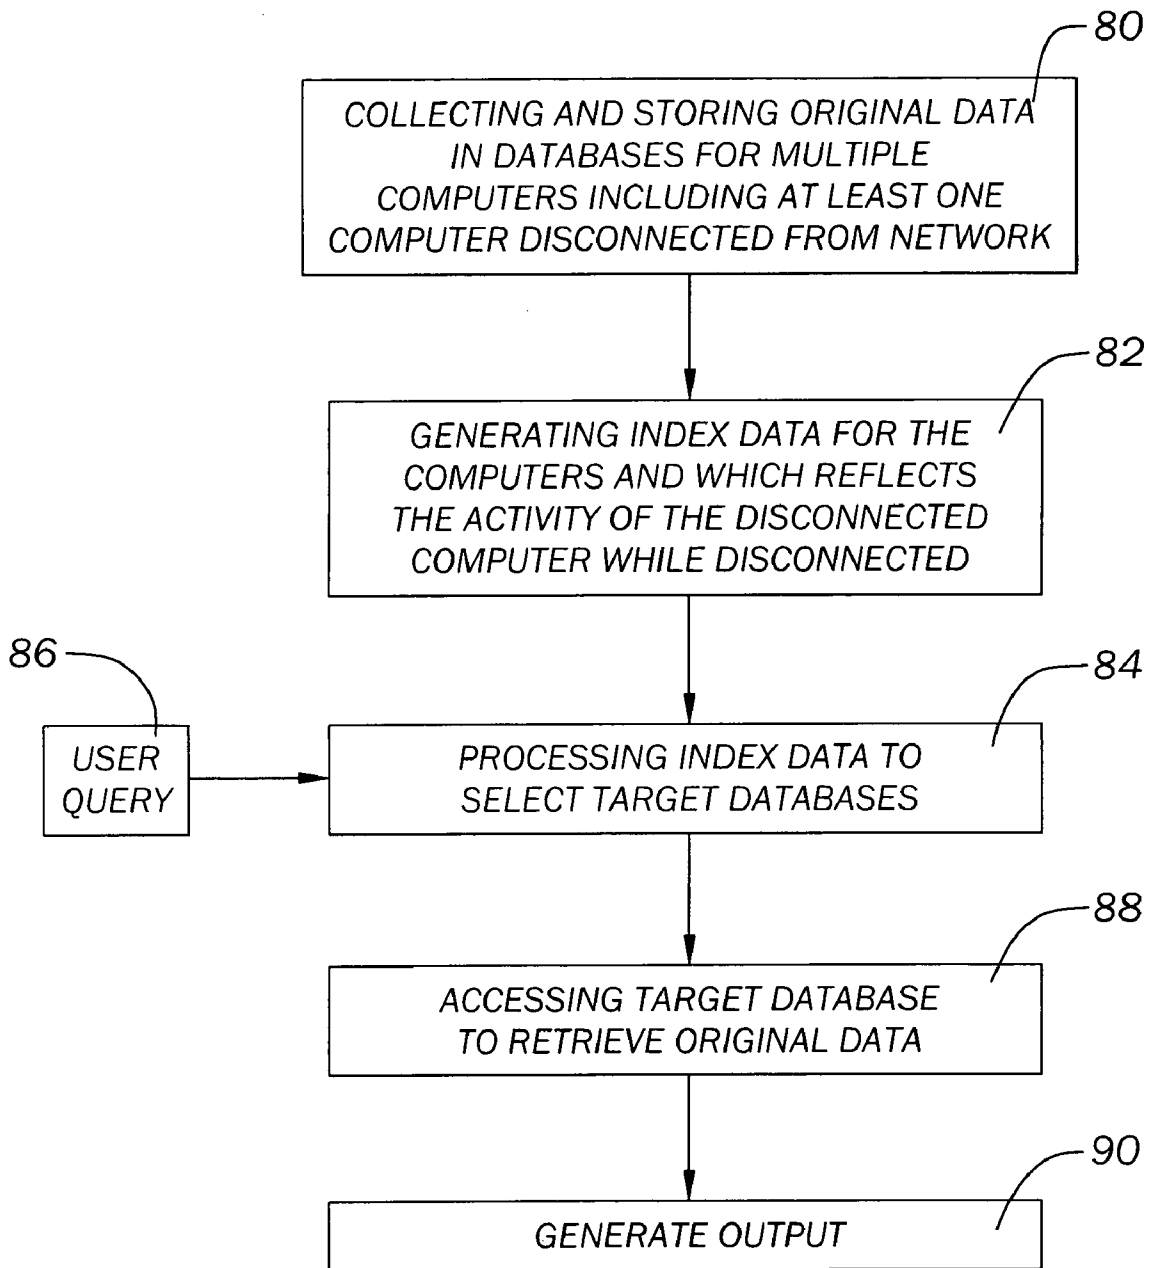 80
COLLECTING AND STORING ORIGINAL DATA
IN DATABASES FOR MULTIPLE
COMPUTERS INCLUDING AT LEAST ONE
COMPUTER DISCONNECTED FROM NETWORK
82
GENERATING INDEX DATA FOR THE
COMPUTERS AND WHICH REFLECTS
THE ACTIVITY OF THE DISCONNECTED
COMPUTER WHILE DISCONNECTED
86
USER
QUERY
84
PROCESSING INDEX DATA TO
SELECT TARGET DATABASES
88
ACCESSING TARGET DATABASE
TO RETRIEVE ORIGINAL DATA
90
GENERATE OUTPUT